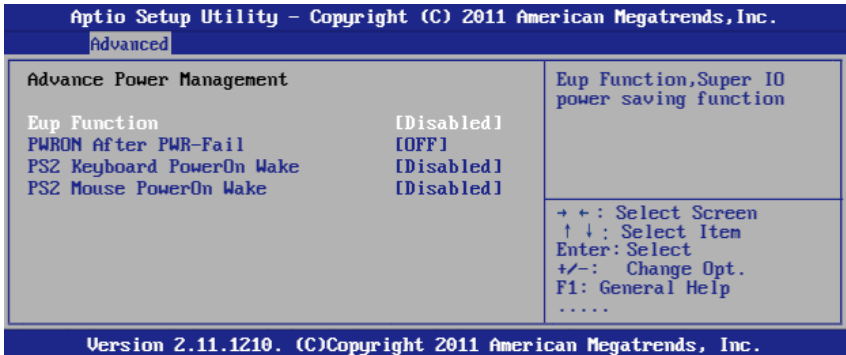 Aptio Setup Utility – Copyright (C) 2011 American Megatrends,Inc.
Advanced
Advance Power Management
Eup Function [Disabled]
PWRON After PWR-Fail [OFF]
PS2 Keyboard PowerOn Wake [Disabled]
PS2 Mouse PowerOn Wake [Disabled]
Eup Function,Super IO
power saving function
→ ←: Select Screen
↑ ↓: Select Item
Enter: Select
+/-: Change Opt.
F1: General Help
.....
Version 2.11.1210. (C)Copyright 2011 American Megatrends, Inc.